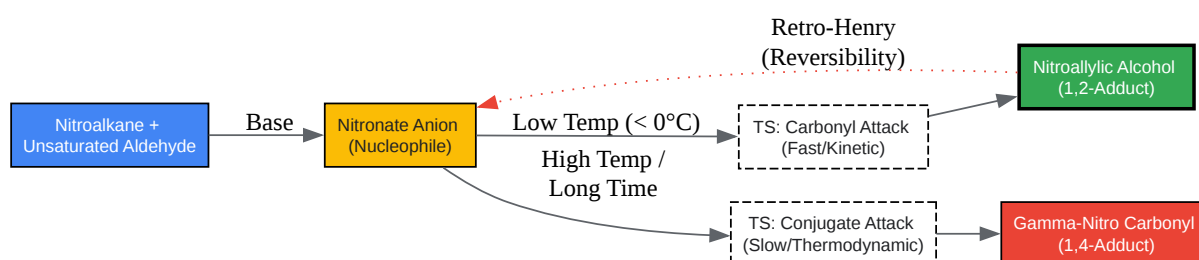 Retro-Henry
(Reversibility)
Nitroallylic Alcohol
(1,2-Adduct)
Nitroalkane +
Unsaturated Aldehyde
Base
Nitronate Anion
(Nucleophile)
Low Temp (< 0°C)
TS: Carbonyl Attack
(Fast/Kinetic)
High Temp /
Long Time
TS: Conjugate Attack
(Slow/Thermodynamic)
Gamma-Nitro Carbonyl
(1,4-Adduct)